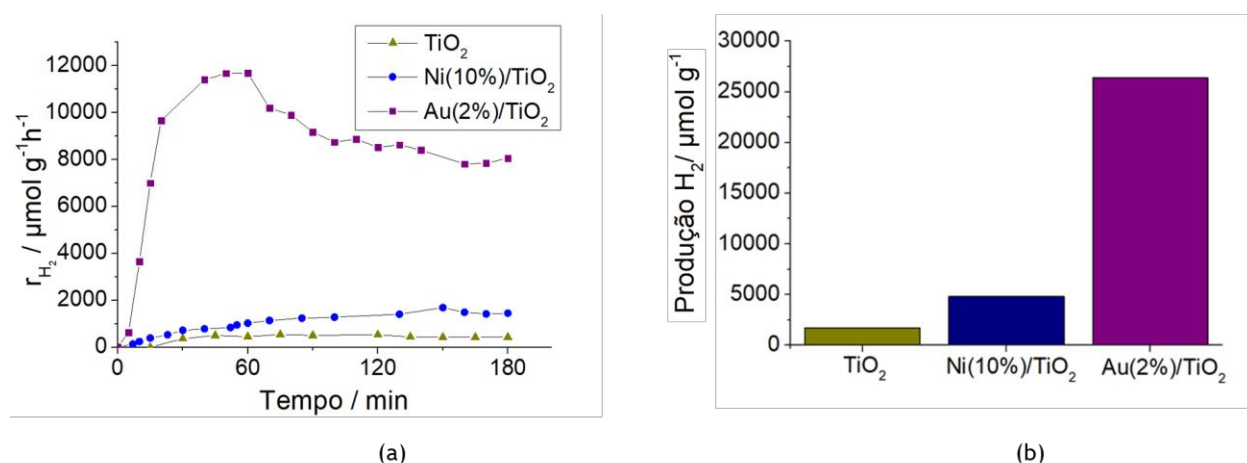 r_H₂ / μmol g⁻¹h⁻¹
12000
10000
8000
6000
4000
2000
0
TiO₂
Ni(10%)/TiO₂
Au(2%)/TiO₂
0 60 120 180
Tempo / min
(a)
Produção H₂/ μmol g⁻¹
30000
25000
20000
15000
10000
5000
0
TiO₂ Ni(10%)/TiO₂ Au(2%)/TiO₂
(b)